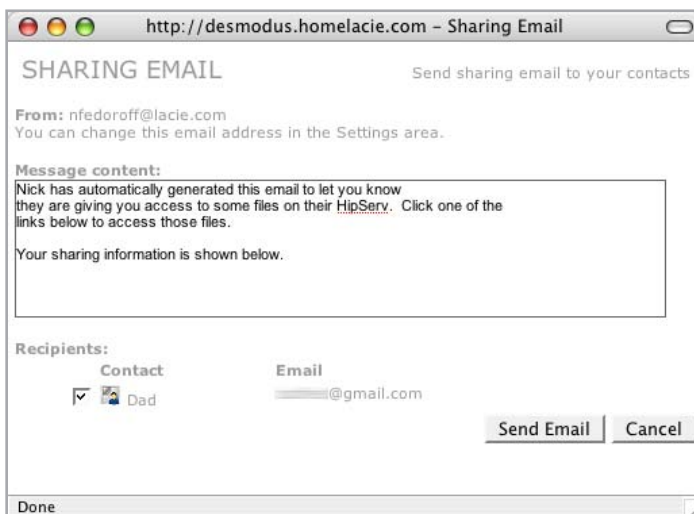 http://desmodus.homelacie.com – Sharing Email
SHARING EMAIL
Send sharing email to your contacts
From: nfedoroff@lacie.com
You can change this email address in the Settings area.
Message content:
Nick has automatically generated this email to let you know
they are giving you access to some files on their HipServ. Click one of the
links below to access those files.
Your sharing information is shown below.
Recipients:
Contact Email
Dad @gmail.com
Send Email Cancel
Done